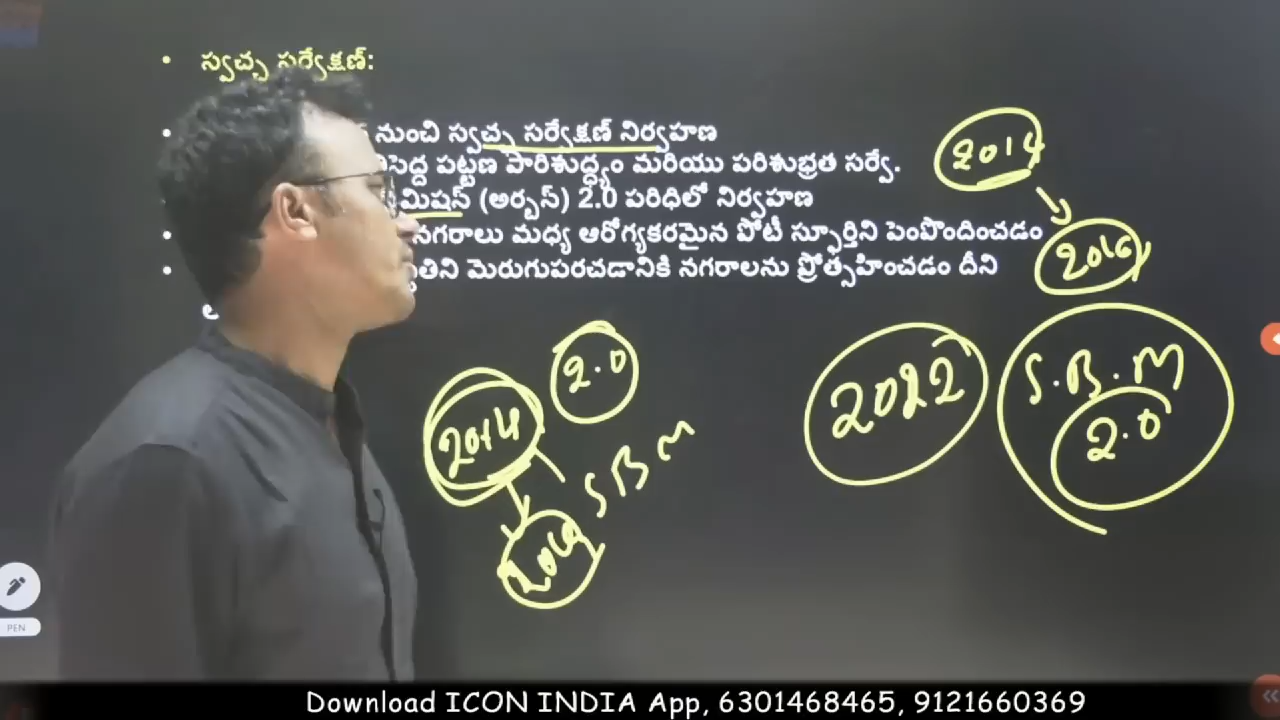 స్వచ్ఛ సర్వేక్షణ్:
నుంచి స్వచ్ఛ సర్వేక్షణ్ నిర్వహణ
పట్టణ పారిశుద్ధ్యం మరియు పరిశుభ్రత సర్వే.
మిషన్ (అర్బన్) 2.0 పరిధిలో నిర్వహణ
నగరాలు మధ్య ఆరోగ్యకరమైన పోటీ స్ఫూర్తిని పెంపొందించడం
మెరుగుపరచడానికి నగరాలను ప్రోత్సహించడం దీని
2014
2016
2.0
2014
S B M
2016
2022
S.B.M
2.0
PEN
Download ICON INDIA App, 6301468465, 9121660369